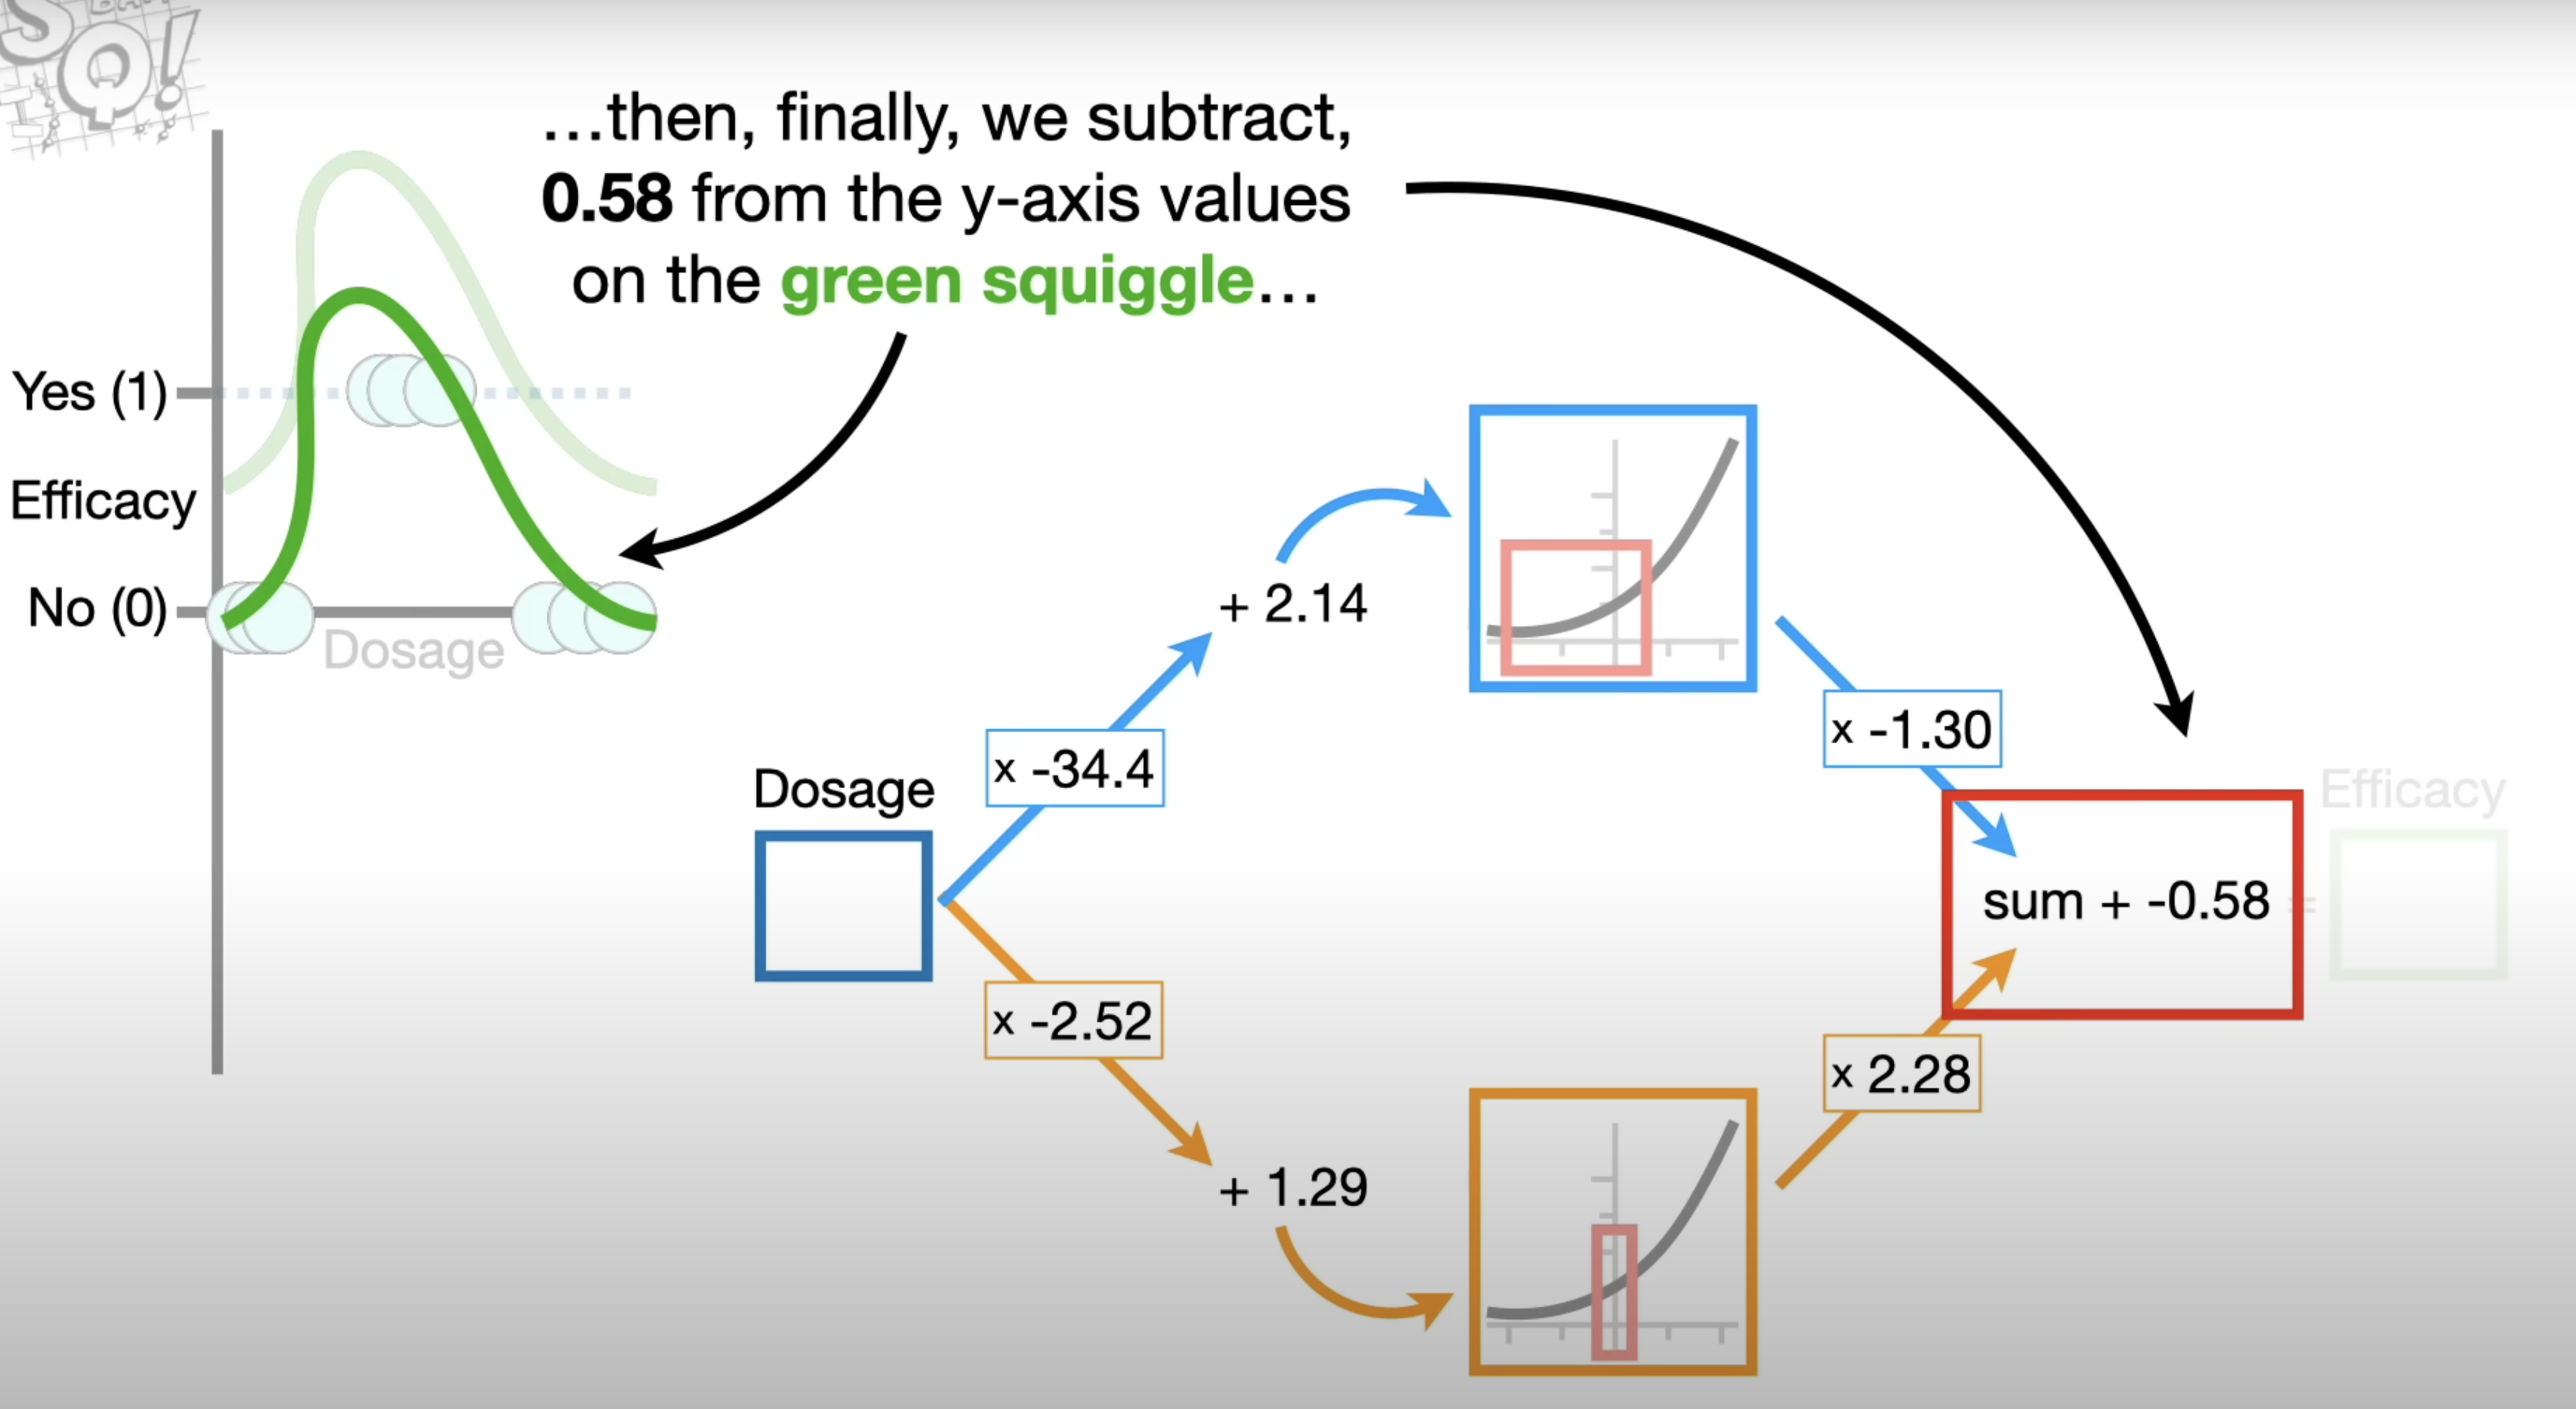 SQ!
...then, finally, we subtract,
0.58 from the y-axis values
on the green squiggle...
Yes (1)
Efficacy
No (0)
Dosage
+ 2.14
x -34.4
x -1.30
Dosage
Efficacy
sum + -0.58 =
x -2.52
x 2.28
+ 1.29